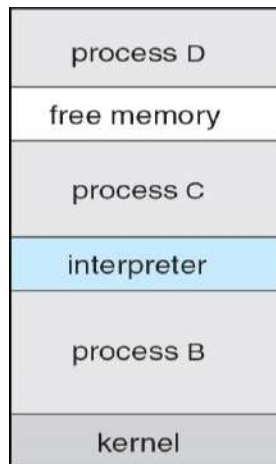 process D
free memory
process C
interpreter
process B
kernel